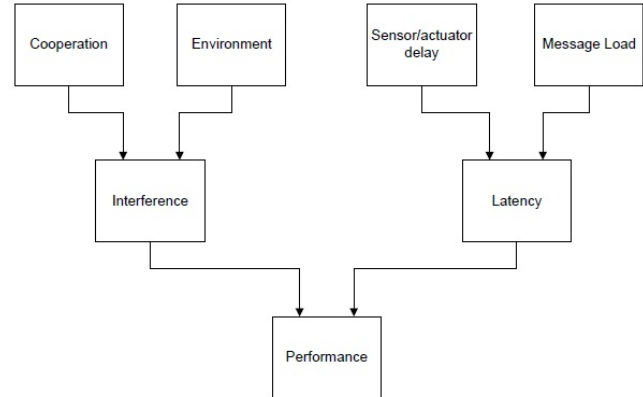 Cooperation
Environment
Sensor/actuator
delay
Message Load
Interference
Latency
Performance